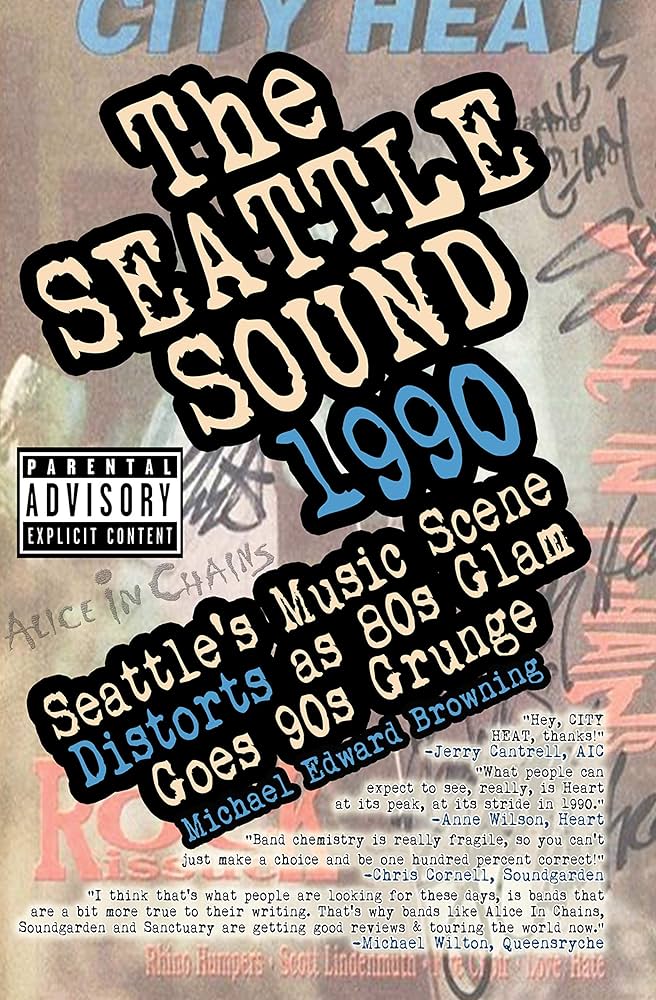 CITY HEAT
The
SEATTLE
SOUND
1990
PARENTAL
ADVISORY
EXPLICIT CONTENT
ALICE IN CHAINS
Seattle's Music Scene
Distorts as 80s Glam
Goes 90s Grunge
Michael Edward Browning
"Hey, CITY
HEAT, thanks!"
-Jerry Cantrell, AIC
"What people can
expect to see, really, is Heart
at its peak, at its stride in 1990."
-Anne Wilson, Heart
"Band chemistry is really fragile, so you can't
just make a choice and be one hundred percent correct!"
-Chris Cornell, Soundgarden
"I think that's what people are looking for these days, is bands that
are a bit more true to their writing. That's why bands like Alice In Chains,
Soundgarden and Sanctuary are getting good reviews & touring the world now."
-Michael Wilton, Queensryche
ROCK
issue
Rhino Humpers · Scott Lindenmuth · Love/Hate